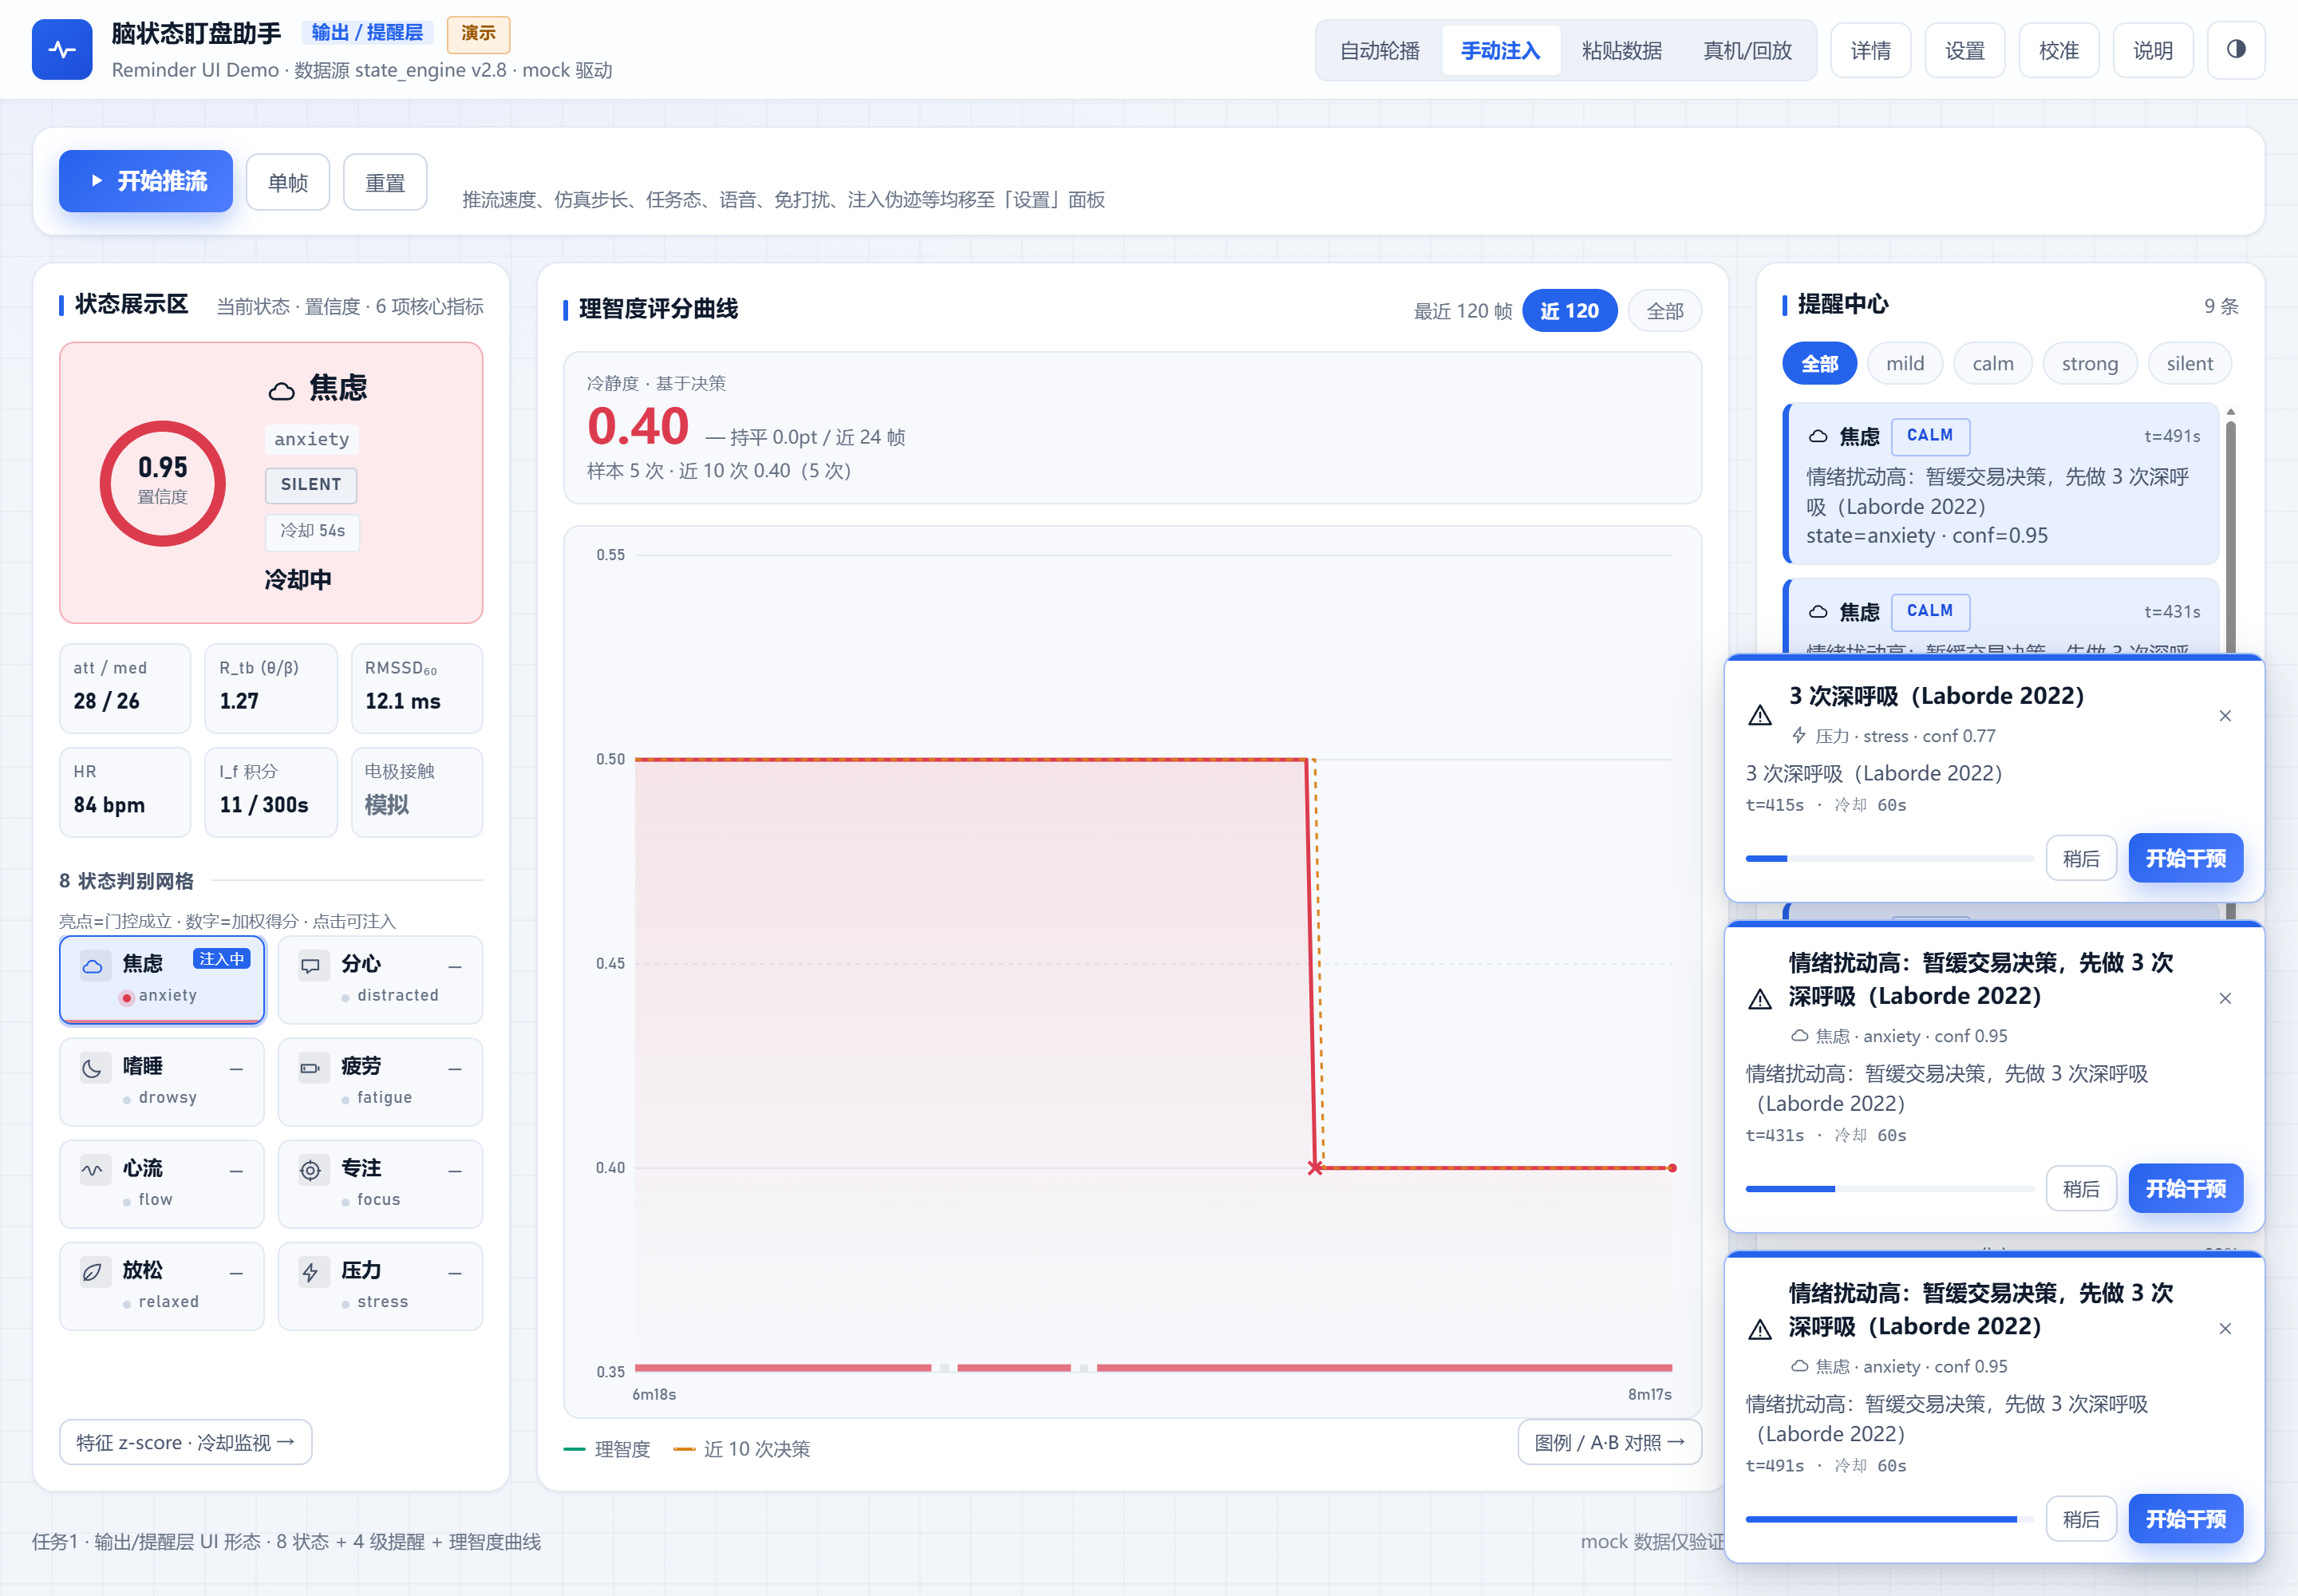 脑状态盯盘助手 输出 / 提醒层 演示
Reminder UI Demo · 数据源 state_engine v2.8 · mock 驱动
自动轮播 手动注入 粘贴数据 真机/回放 详情 设置 校准 说明
开始推流 单帧 重置 推流速度、仿真步长、任务态、语音、免打扰、注入伪迹等均移至「设置」面板
状态展示区 当前状态 · 置信度 · 6 项核心指标
焦虑
anxiety
0.95
置信度
SILENT
冷却 54s
冷却中
att / med R_tb (θ/β) RMSSD₆₀
28 / 26 1.27 12.1 ms
HR I_f 积分 电极接触
84 bpm 11 / 300s 模拟
8 状态判别网格
亮点=门控成立 · 数字=加权得分 · 点击可注入
焦虑 注入中 分心 —
anxiety distracted
嗜睡 — 疲劳 —
drowsy fatigue
心流 — 专注 —
flow focus
放松 — 压力 —
relaxed stress
特征 z-score · 冷却监视 →
理智度评分曲线 最近 120 帧 近 120 全部
冷静度 · 基于决策
0.40 — 持平 0.0pt / 近 24 帧
样本 5 次 · 近 10 次 0.40（5 次）
0.55
0.50
0.45
0.40
0.35
6m18s 8m17s
理智度 近 10 次决策 图例 / A·B 对照 →
提醒中心 9 条
全部 mild calm strong silent
焦虑 CALM t=491s
情绪扰动高：暂缓交易决策，先做 3 次深呼
吸（Laborde 2022）
state=anxiety · conf=0.95
焦虑 CALM t=431s
情绪扰动高：暂缓交易决策，先做 3 次深呼
3 次深呼吸（Laborde 2022） ×
压力 · stress · conf 0.77
3 次深呼吸（Laborde 2022）
t=415s · 冷却 60s
稍后 开始干预
情绪扰动高：暂缓交易决策，先做 3 次
深呼吸（Laborde 2022） ×
焦虑 · anxiety · conf 0.95
情绪扰动高：暂缓交易决策，先做 3 次深呼吸
（Laborde 2022）
t=431s · 冷却 60s
稍后 开始干预
情绪扰动高：暂缓交易决策，先做 3 次
深呼吸（Laborde 2022） ×
焦虑 · anxiety · conf 0.95
情绪扰动高：暂缓交易决策，先做 3 次深呼吸
（Laborde 2022）
t=491s · 冷却 60s
稍后 开始干预
任务1 · 输出/提醒层 UI 形态 · 8 状态 + 4 级提醒 + 理智度曲线 mock 数据仅验证